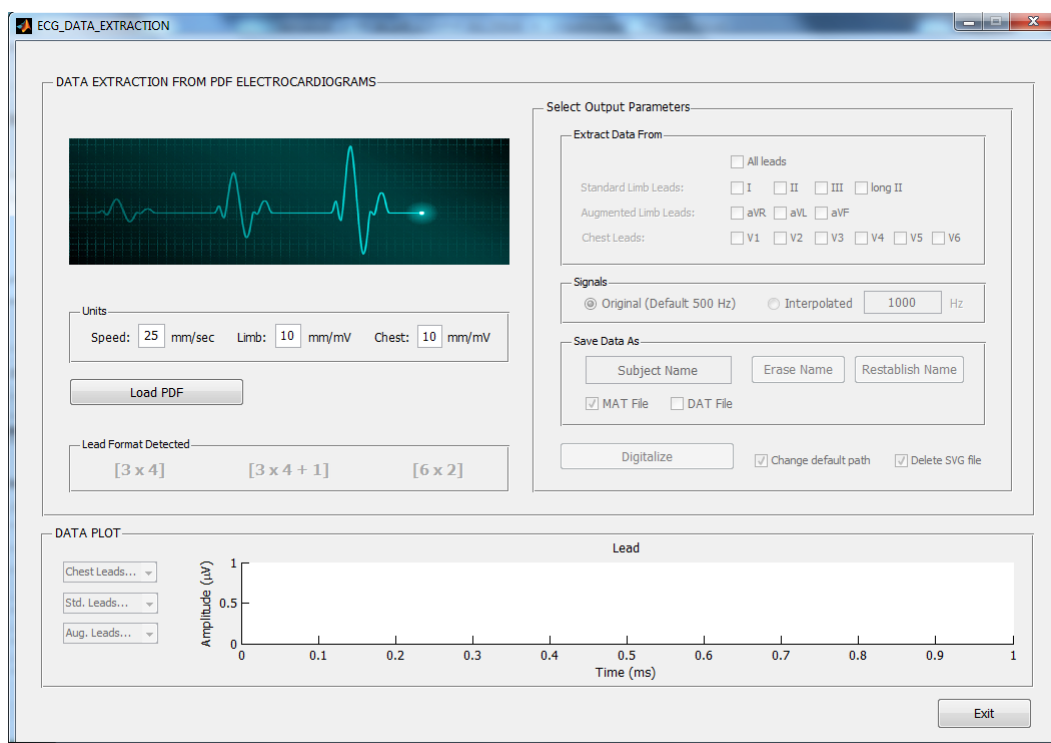 ECG_DATA_EXTRACTION
DATA EXTRACTION FROM PDF ELECTROCARDIOGRAMS
Units
Speed: 25 mm/sec Limb: 10 mm/mV Chest: 10 mm/mV
Load PDF
Lead Format Detected
[3 x 4] [3 x 4 + 1] [6 x 2]
Select Output Parameters
Extract Data From
All leads
Standard Limb Leads: I II III long II
Augmented Limb Leads: aVR aVL aVF
Chest Leads: V1 V2 V3 V4 V5 V6
Signals
Original (Default 500 Hz) Interpolated 1000 Hz
Save Data As
Subject Name Erase Name Restablish Name
MAT File DAT File
Digitalize Change default path Delete SVG file
DATA PLOT
Chest Leads...
Std. Leads...
Aug. Leads...
Lead
Amplitude (μV)
1
0.5
0
0 0.1 0.2 0.3 0.4 0.5 0.6 0.7 0.8 0.9 1
Time (ms)
Exit